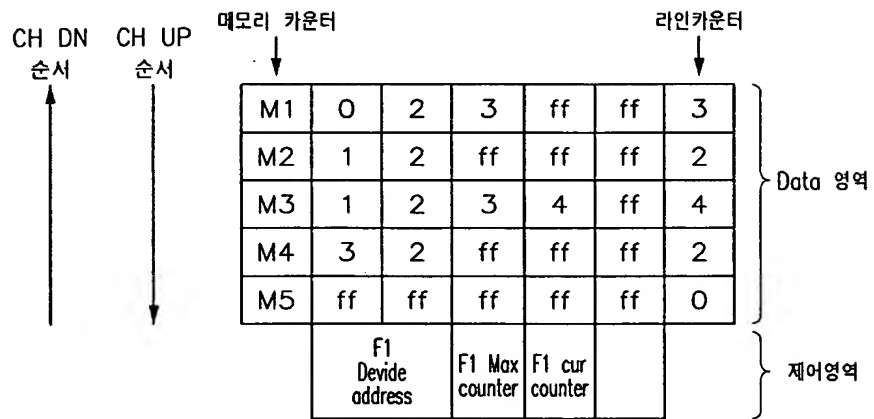 CH DN CH UP
순서 순서
메모리 카운터
라인카운터
M1 0 2 3 ff ff 3
M2 1 2 ff ff ff 2
M3 1 2 3 4 ff 4
M4 3 2 ff ff ff 2
M5 ff ff ff ff ff 0
Data 영역
F1
Devide
address
F1 Max
counter
F1 cur
counter
제어영역